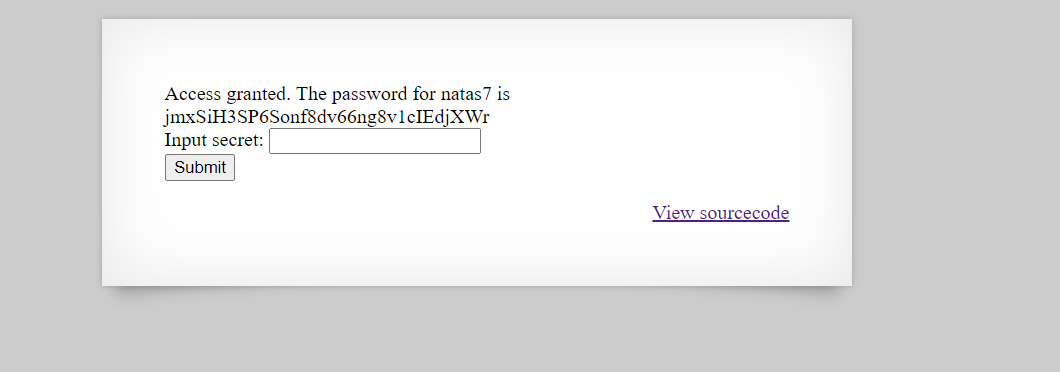 Access granted. The password for natas7 is
jmxSiH3SP6Sonf8dv66ng8v1cIEdjXWr
Input secret:
Submit
View sourcecode